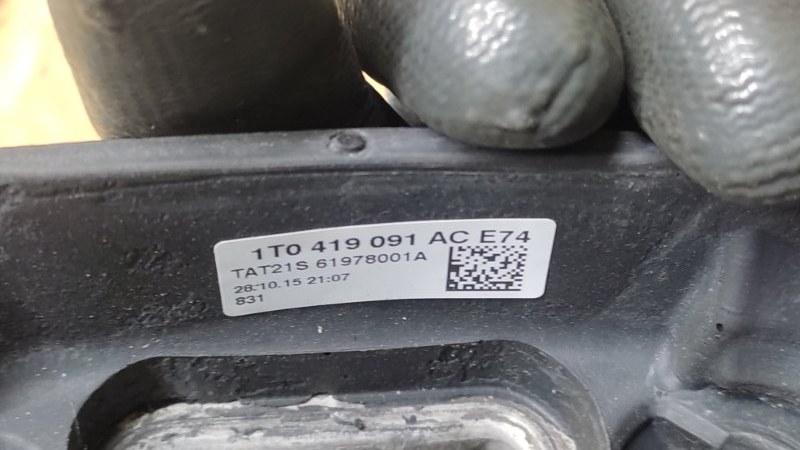 1T0 419 091 AC E74
TAT21S 61978001A
28.10.15 21:07
831